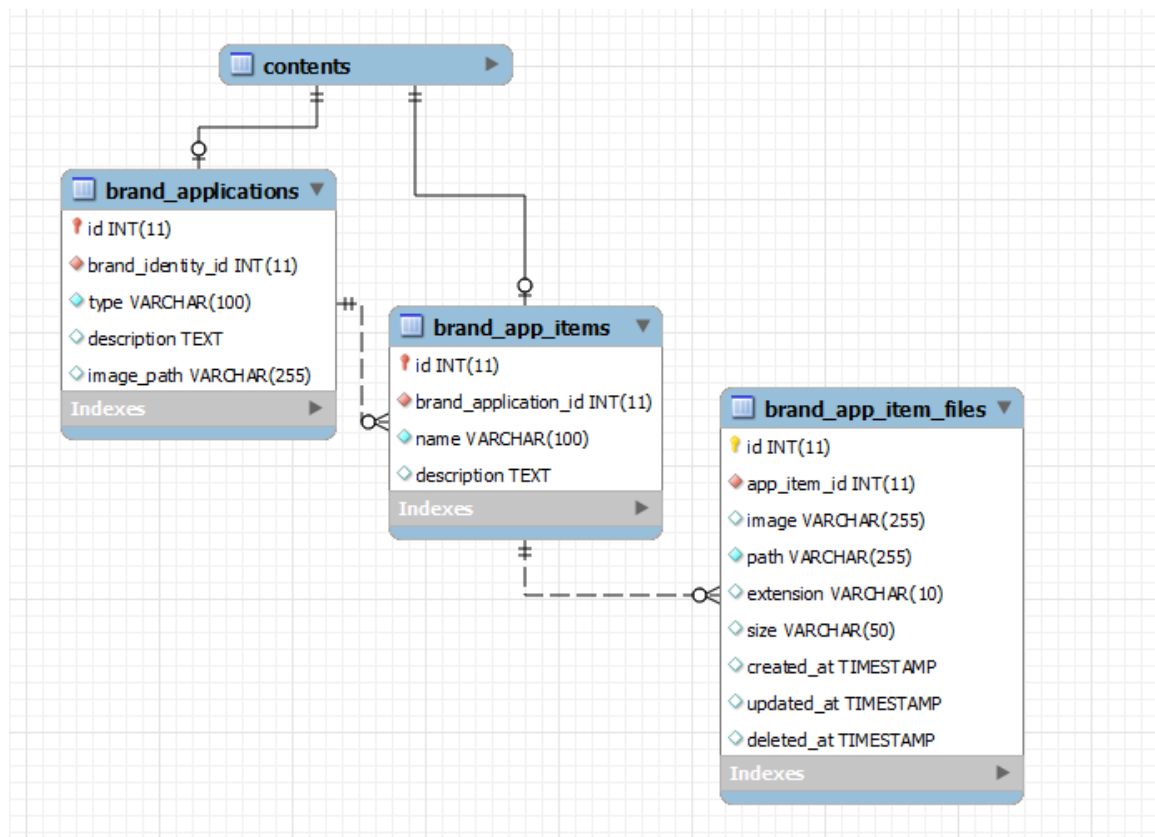 contents
brand_applications
id INT(11)
brand_identity_id INT(11)
type VARCHAR(100)
description TEXT
image_path VARCHAR(255)
Indexes
brand_app_items
id INT(11)
brand_application_id INT(11)
name VARCHAR(100)
description TEXT
Indexes
brand_app_item_files
id INT(11)
app_item_id INT(11)
image VARCHAR(255)
path VARCHAR(255)
extension VARCHAR(10)
size VARCHAR(50)
created_at TIMESTAMP
updated_at TIMESTAMP
deleted_at TIMESTAMP
Indexes